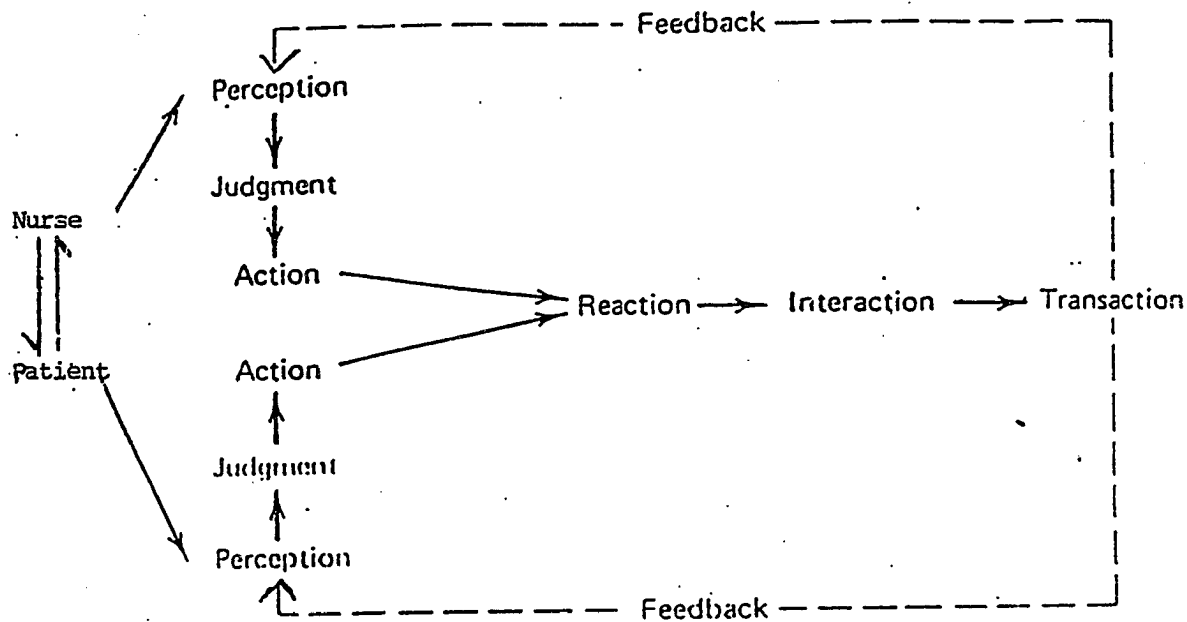 Feedback
Perception
Judgment
Nurse
Action
Reaction
Interaction
Transaction
Patient
Action
Judgment
Perception
Feedback